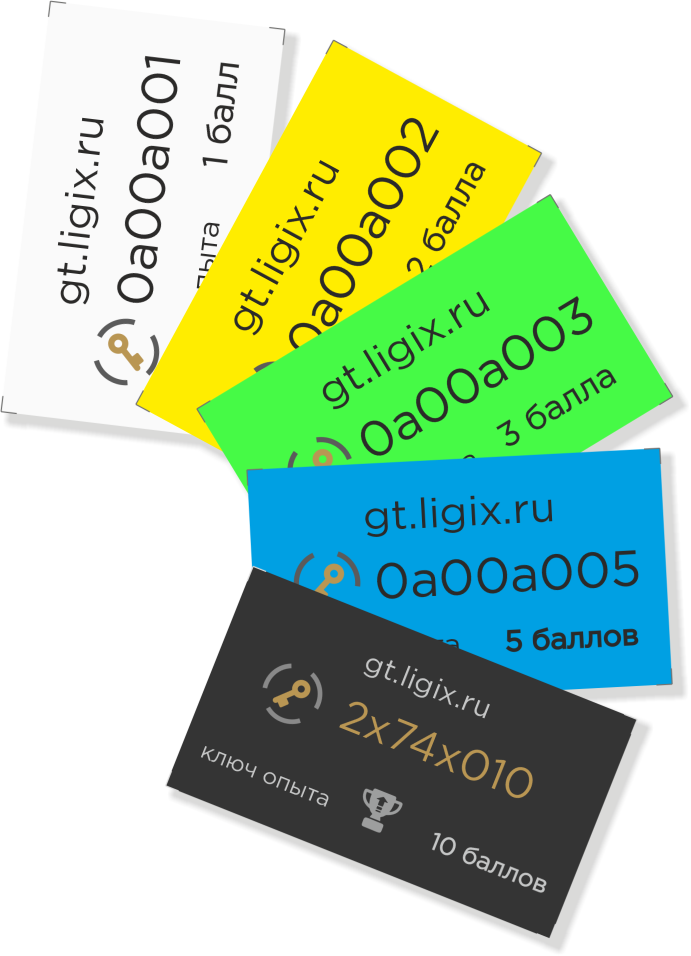 gt.ligix.ru
0a00a001
1 балл
gt.ligix.ru
0a00a002
2 балла
gt.ligix.ru
0a00a003
3 балла
gt.ligix.ru
0a00a005
5 баллов
gt.ligix.ru
2x74x010
ключ опыта
10 баллов